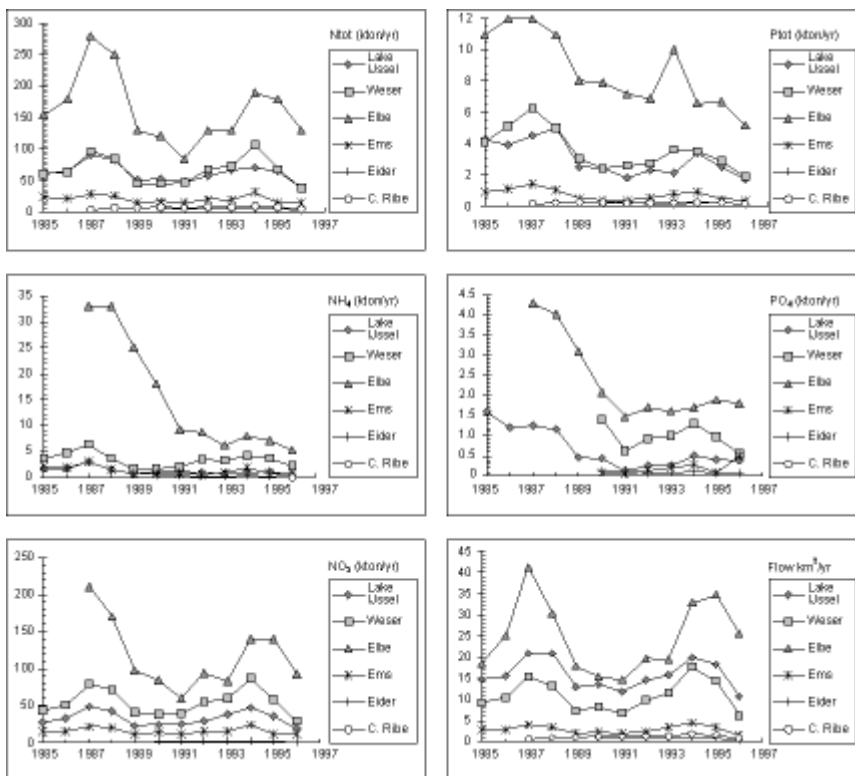 Ntot (kton/yr)
300
250
200
150
100
50
0
1985 1987 1989 1991 1993 1995 1997
Lake IJssel
Weser
Elbe
Ems
Eider
C. Ribe
Ptot (kton/yr)
12
10
8
6
4
2
0
1985 1987 1989 1991 1993 1995 1997
Lake IJssel
Weser
Elbe
Ems
Eider
C. Ribe
NH₄ (kton/yr)
35
30
25
20
15
10
5
0
1985 1987 1989 1991 1993 1995 1997
Lake IJssel
Weser
Elbe
Ems
Eider
C. Ribe
PO₄ (kton/yr)
4.5
4.0
3.5
3.0
2.5
2.0
1.5
1.0
0.5
0
1985 1987 1989 1991 1993 1995 1997
Lake IJssel
Weser
Elbe
Ems
Eider
C. Ribe
NO₃ (kton/yr)
250
200
150
100
50
0
1985 1987 1989 1991 1993 1995 1997
Lake IJssel
Weser
Elbe
Ems
Eider
C. Ribe
Flow km³/yr
45
40
35
30
25
20
15
10
5
0
1985 1987 1989 1991 1993 1995 1997
Lake IJssel
Weser
Elbe
Ems
Eider
C. Ribe